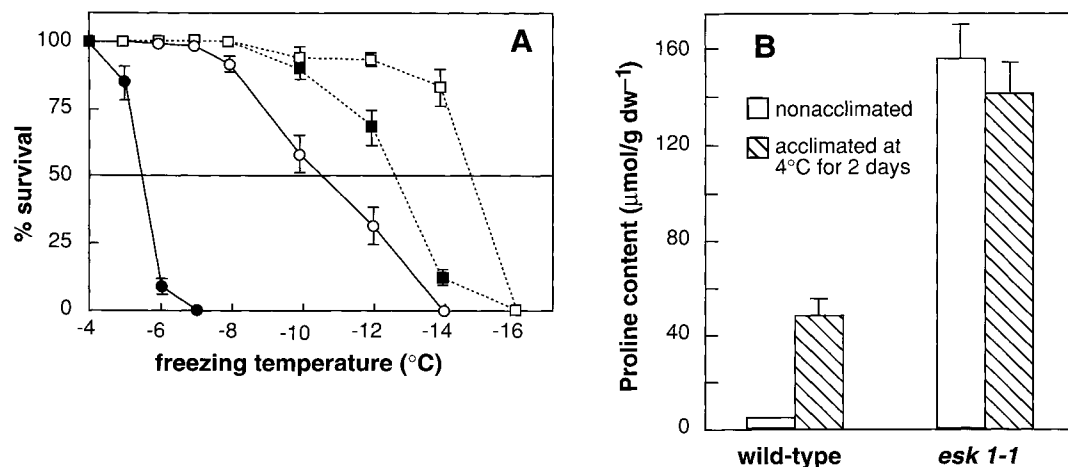 A
% survival
100
75
50
25
0
-4
-6
-8
-10
-12
-14
-16
freezing temperature (°C)
B
Proline content (μmol/g dw⁻¹)
160
120
80
40
0
nonacclimated
acclimated at
4°C for 2 days
wild-type
esk 1-1